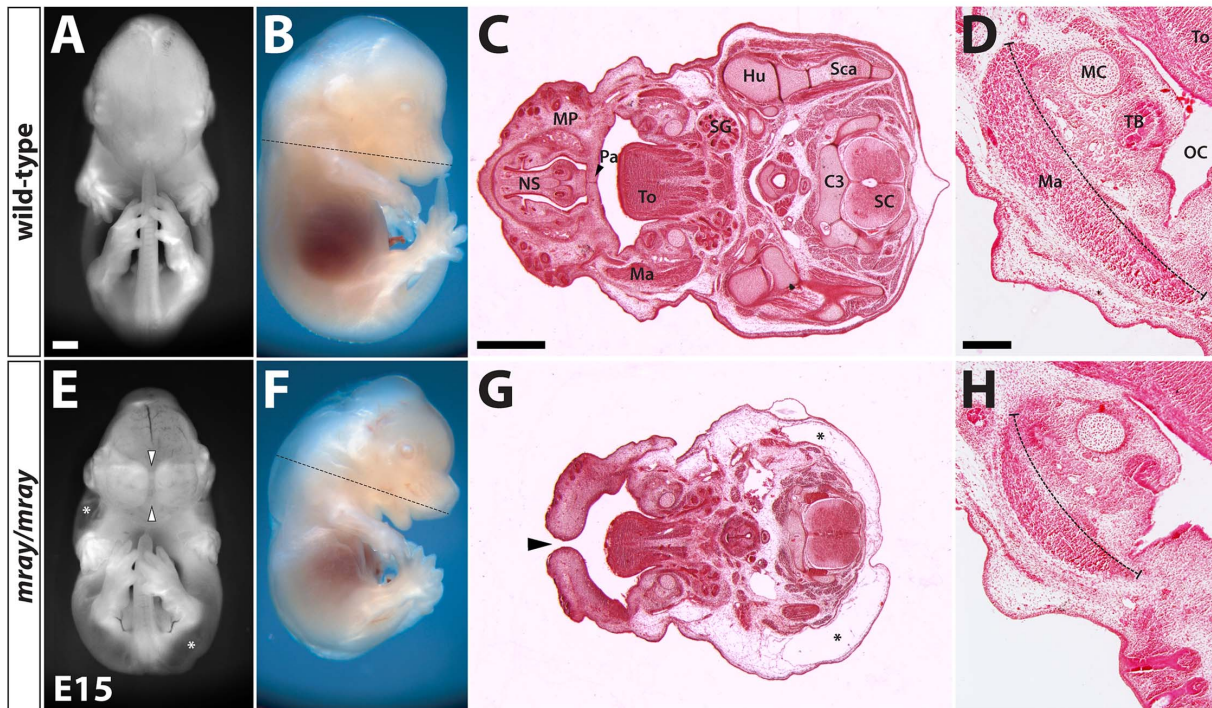 wild-type
A
B
C
MP
NS
Pa
To
Ma
SG
Hu
Sca
C3
SC
D
To
MC
TB
OC
Ma
mray/mray
E
*
*
E15
F
G
*
*
H